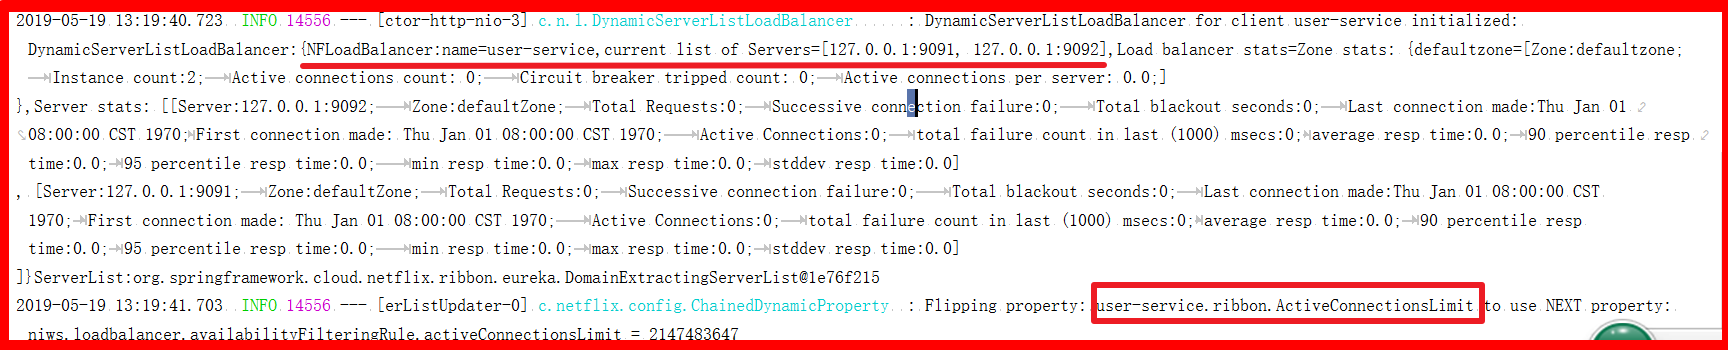 2019-05-19 13:19:40.723  INFO 14556 --- [ctor-http-nio-3] c.n.l.DynamicServerListLoadBalancer      : DynamicServerListLoadBalancer for client user-service initialized:
DynamicServerListLoadBalancer:{NFLoadBalancer:name=user-service,current list of Servers=[127.0.0.1:9091, 127.0.0.1:9092],Load balancer stats=Zone stats: {defaultzone=[Zone:defaultzone;
Instance count:2; Active connections count: 0; Circuit breaker tripped count: 0; Active connections per server: 0.0;]
},Server stats: [[Server:127.0.0.1:9092; Zone:defaultZone; Total Requests:0; Successive connection failure:0; Total blackout seconds:0; Last connection made:Thu Jan 01
08:00:00 CST 1970; First connection made: Thu Jan 01 08:00:00 CST 1970; Active Connections:0; total failure count in last (1000) msecs:0; average resp time:0.0; 90 percentile resp
time:0.0; 95 percentile resp time:0.0; min resp time:0.0; max resp time:0.0; stddev resp time:0.0]
, [Server:127.0.0.1:9091; Zone:defaultZone; Total Requests:0; Successive connection failure:0; Total blackout seconds:0; Last connection made:Thu Jan 01 08:00:00 CST
1970; First connection made: Thu Jan 01 08:00:00 CST 1970; Active Connections:0; total failure count in last (1000) msecs:0; average resp time:0.0; 90 percentile resp
time:0.0; 95 percentile resp time:0.0; min resp time:0.0; max resp time:0.0; stddev resp time:0.0]
]}ServerList:org.springframework.cloud.netflix.ribbon.eureka.DomainExtractingServerList@1e76f215
2019-05-19 13:19:41.703  INFO 14556 --- [erListUpdater-0] c.netflix.config.ChainedDynamicProperty  : Flipping property: user-service.ribbon.ActiveConnectionsLimit to use NEXT property:
niws.loadbalancer.availabilityFilteringRule.activeConnectionsLimit = 2147483647